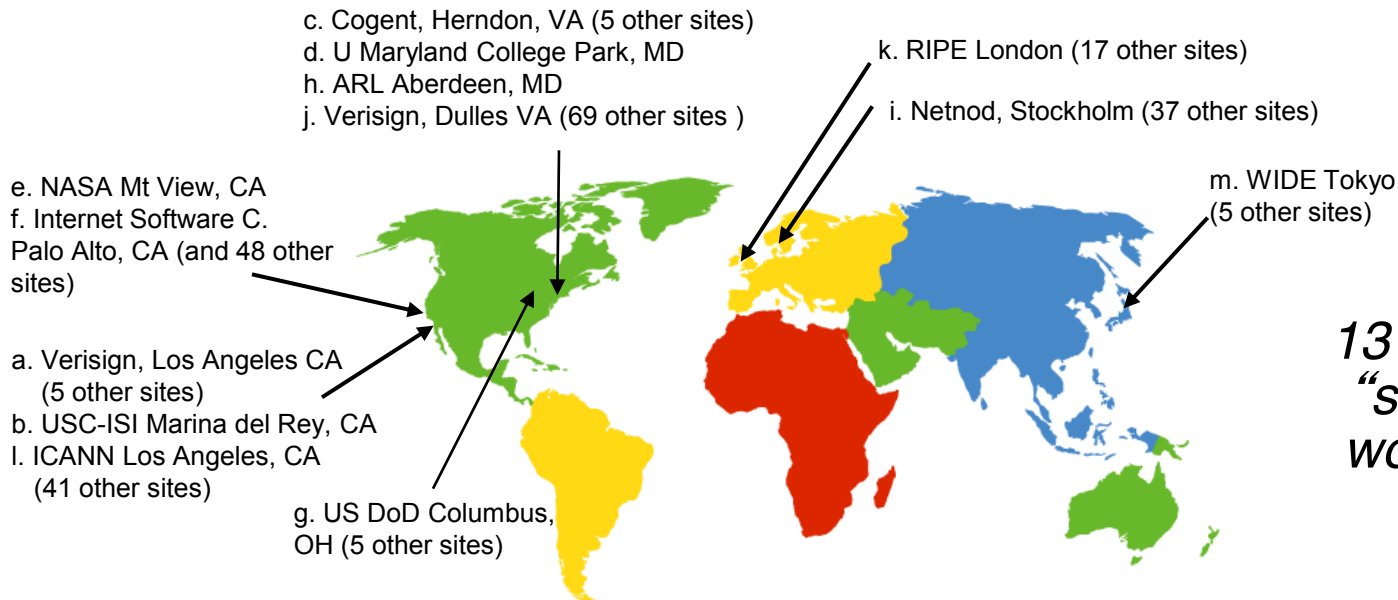 c. Cogent, Herndon, VA (5 other sites)
d. U Maryland College Park, MD
h. ARL Aberdeen, MD
j. Verisign, Dulles VA (69 other sites )
k. RIPE London (17 other sites)
i. Netnod, Stockholm (37 other sites)
m. WIDE Tokyo
(5 other sites)
e. NASA Mt View, CA
f. Internet Software C.
Palo Alto, CA (and 48 other
sites)
a. Verisign, Los Angeles CA
(5 other sites)
b. USC-ISI Marina del Rey, CA
l. ICANN Los Angeles, CA
(41 other sites)
g. US DoD Columbus,
OH (5 other sites)
13